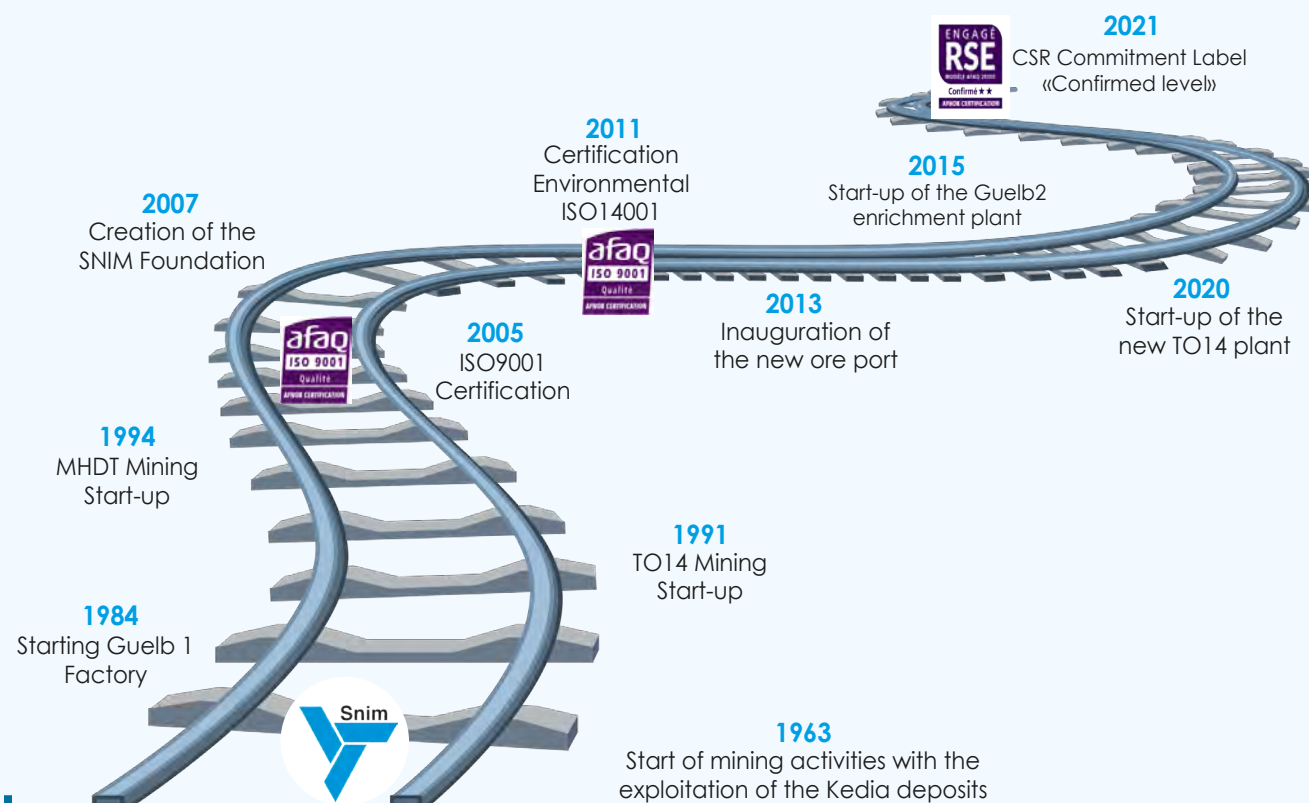 2021
CSR Commitment Label
«Confirmed level»
ENGAGÉ
RSE
MODÈLE AFAQ 26000
Confirmé ★★
AFNOR CERTIFICATION
2011
Certification
Environmental
ISO14001
2015
Start-up of the Guelb2
enrichment plant
2007
Creation of the
SNIM Foundation
afaq
ISO 9001
Qualité
AFNOR CERTIFICATION
2020
Start-up of the
new TO14 plant
2013
Inauguration of
the new ore port
2005
ISO9001
Certification
afaq
ISO 9001
Qualité
AFNOR CERTIFICATION
1994
MHDT Mining
Start-up
1991
TO14 Mining
Start-up
1984
Starting Guelb 1
Factory
Snim
1963
Start of mining activities with the
exploitation of the Kedia deposits